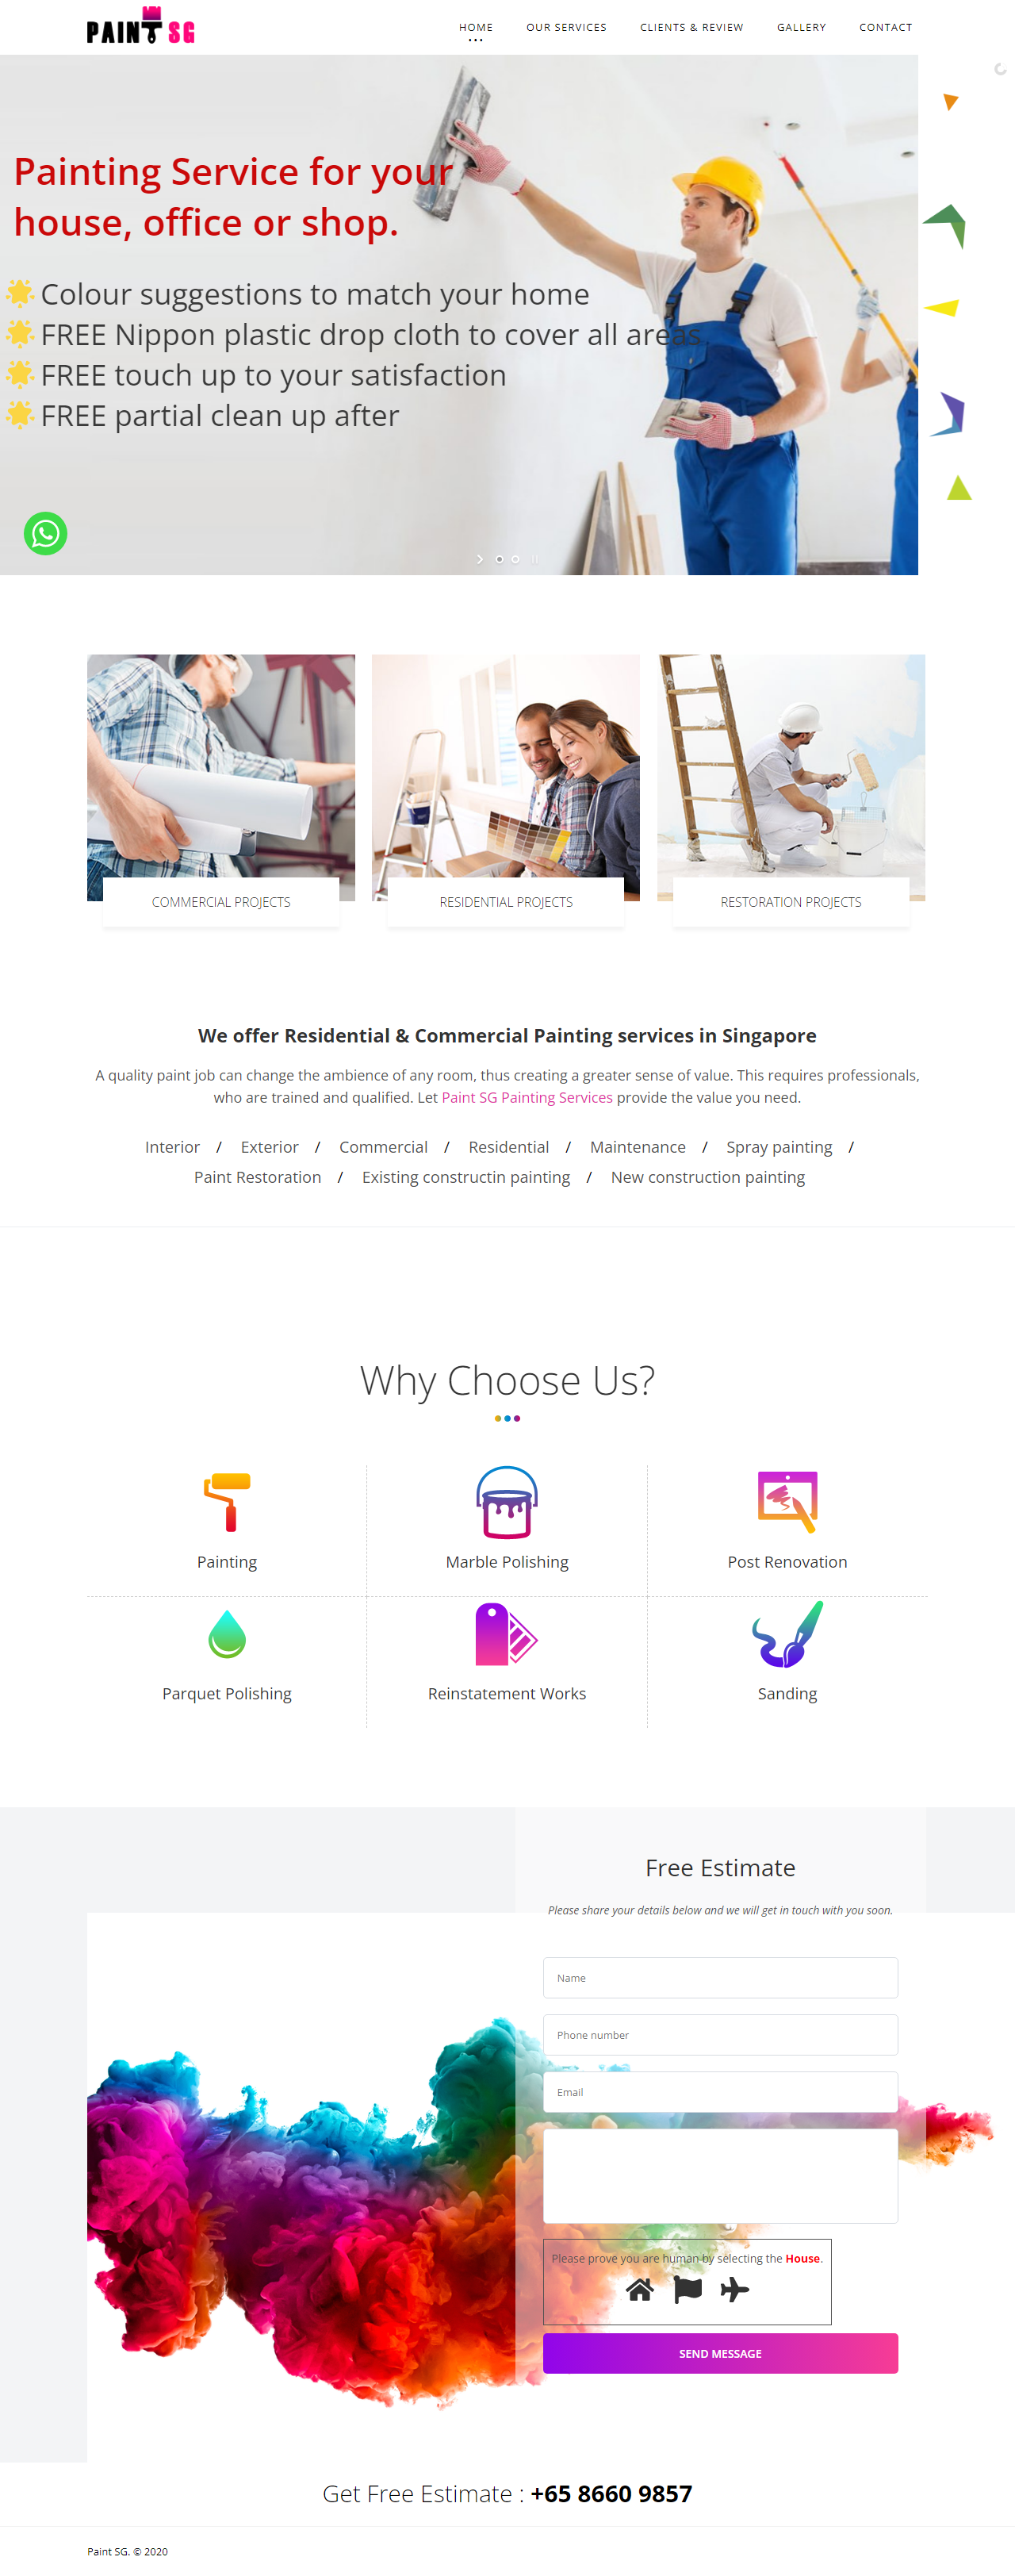 PAINT SG
HOME
OUR SERVICES
CLIENTS & REVIEW
GALLERY
CONTACT
Painting Service for your
house, office or shop.
Colour suggestions to match your home
FREE Nippon plastic drop cloth to cover all areas.
FREE touch up to your satisfaction
FREE partial clean up after
COMMERCIAL PROJECTS
RESIDENTIAL PROJECTS
RESTORATION PROJECTS
We offer Residential & Commercial Painting services in Singapore
A quality paint job can change the ambience of any room, thus creating a greater sense of value. This requires professionals,
who are trained and qualified. Let Paint SG Painting Services provide the value you need.
Interior / Exterior / Commercial / Residential / Maintenance / Spray painting /
Paint Restoration / Existing constructin painting / New construction painting
Why Choose Us?
Painting
Marble Polishing
Post Renovation
Parquet Polishing
Reinstatement Works
Sanding
Free Estimate
Please share your details below and we will get in touch with you soon.
Name
Phone number
Email
Please prove you are human by selecting the House.
SEND MESSAGE
Get Free Estimate : +65 8660 9857
Paint SG. © 2020